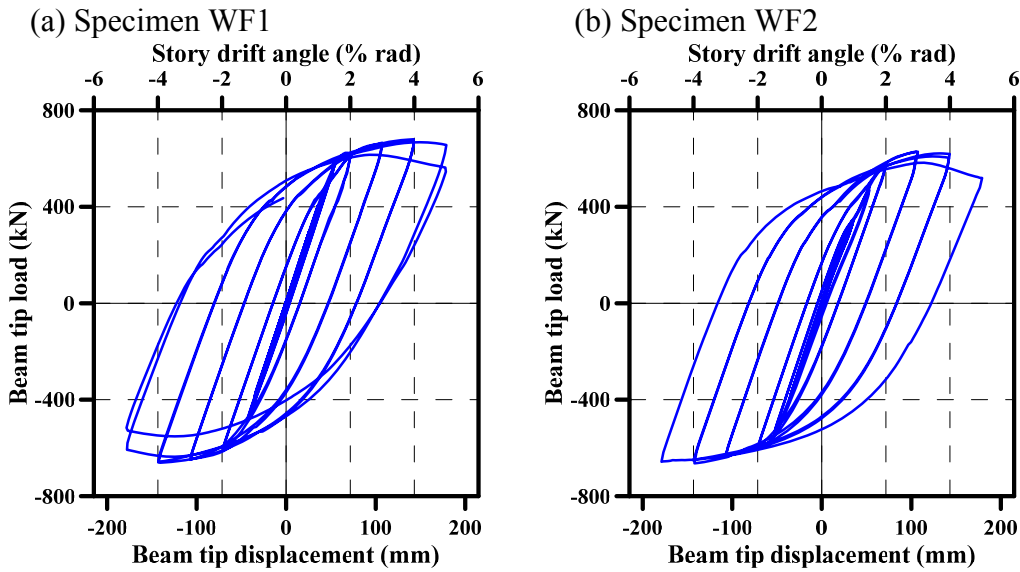 (a) Specimen WF1
Story drift angle (% rad)
-6 -4 -2 0 2 4 6
800
400
0
-400
-800
Beam tip load (kN)
-200 -100 0 100 200
Beam tip displacement (mm)
(b) Specimen WF2
Story drift angle (% rad)
-6 -4 -2 0 2 4 6
800
400
0
-400
-800
Beam tip load (kN)
-200 -100 0 100 200
Beam tip displacement (mm)